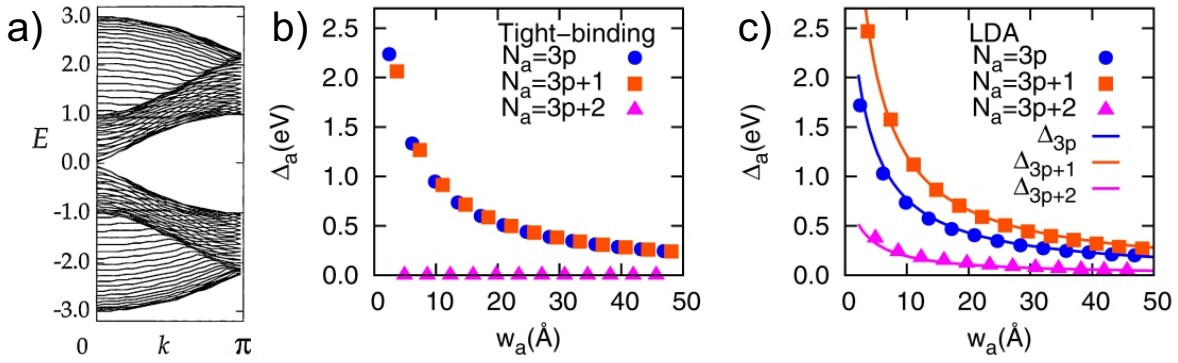 a)
3.0
2.0
1.0
E
0.0
-1.0
-2.0
-3.0
0
k
π
b)
Tight-binding
Nₐ=3p
Nₐ=3p+1
Nₐ=3p+2
Δₐ(eV)
2.5
2.0
1.5
1.0
0.5
0.0
0 10 20 30 40 50
wₐ(Å)
c)
LDA
Nₐ=3p
Nₐ=3p+1
Nₐ=3p+2
Δ₃ₚ
Δ₃ₚ₊₁
Δ₃ₚ₊₂
Δₐ(eV)
2.5
2.0
1.5
1.0
0.5
0.0
0 10 20 30 40 50
wₐ(Å)